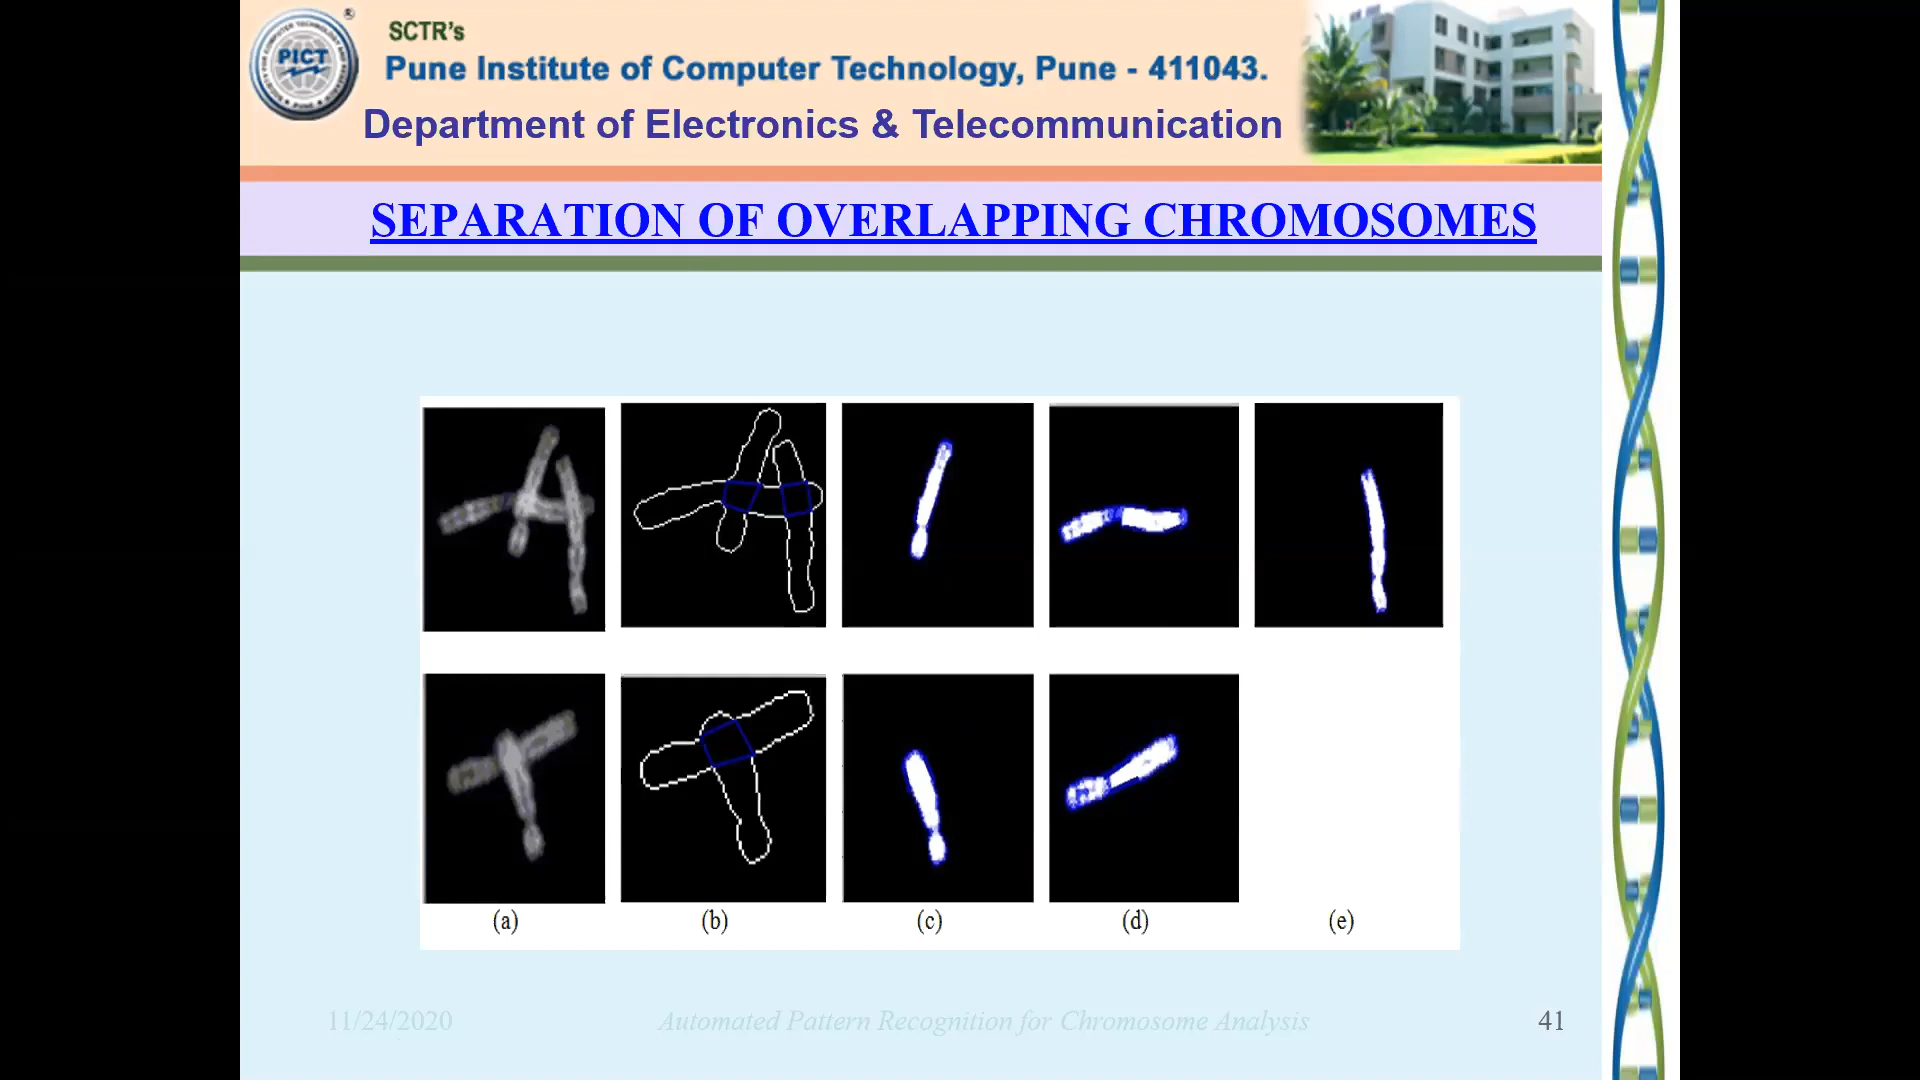 SCTR's
PICT
®
Pune Institute of Computer Technology, Pune - 411043.
Department of Electronics & Telecommunication
SEPARATION OF OVERLAPPING CHROMOSOMES
(a) (b) (c) (d) (e)
11/24/2020 Automated Pattern Recognition for Chromosome Analysis 41